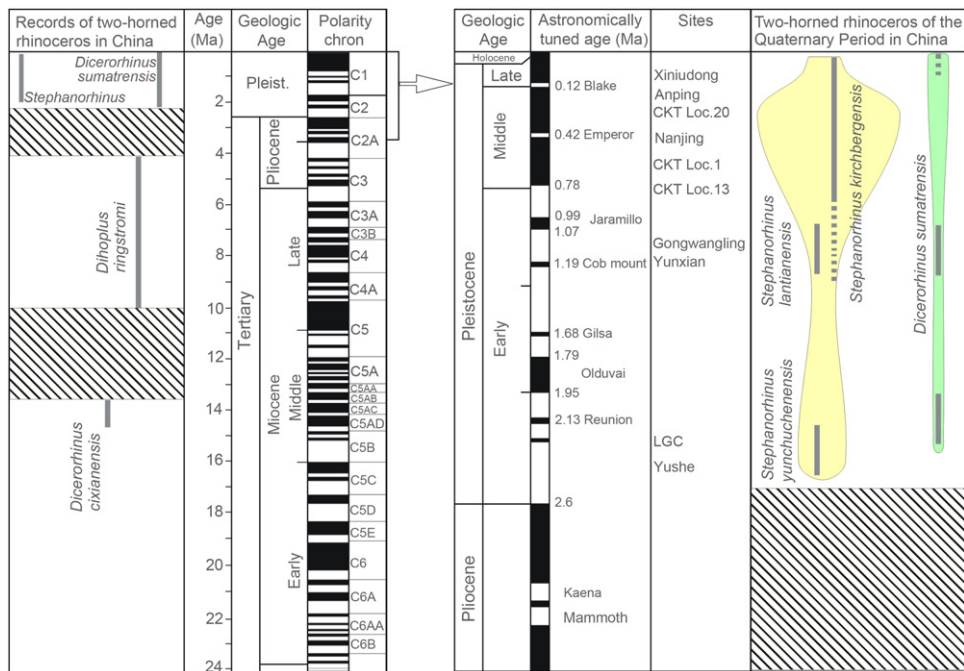 Records of two-horned
rhinoceros in China
Age
(Ma)
Geologic
Age
Polarity
chron
Dicerorhinus
sumatrensis
Stephanorhinus
Dihoplus
ringstromi
Dicerorhinus
cixianensis
2
4
6
8
10
12
14
16
18
20
22
24
Pleist.
Pliocene
Tertiary
Miocene
Late
Middle
Early
C1
C2
C2A
C3
C3A
C3B
C4
C4A
C5
C5A
C5AA
C5AB
C5AC
C5AD
C5B
C5C
C5D
C5E
C6
C6A
C6AA
C6B
Geologic
Age
Astronomically
tuned age (Ma)
Sites
Two-horned rhinoceros of the
Quaternary Period in China
Holocene
Pleistocene
Late
Middle
Early
Pliocene
0.12 Blake
0.42 Emperor
0.78
0.99
Jaramillo
1.07
1.19 Cob mount
1.68 Gilsa
1.79
Olduvai
1.95
2.13 Reunion
2.6
Kaena
Mammoth
Xiniudong
Anping
CKT Loc.20
Nanjing
CKT Loc.1
CKT Loc.13
Gongwangling
Yunxian
LGC
Yushe
Stephanorhinus
lantianensis
Stephanorhinus kirchbergensis
Stephanorhinus
yunchuchenensis
Dicerorhinus sumatrensis